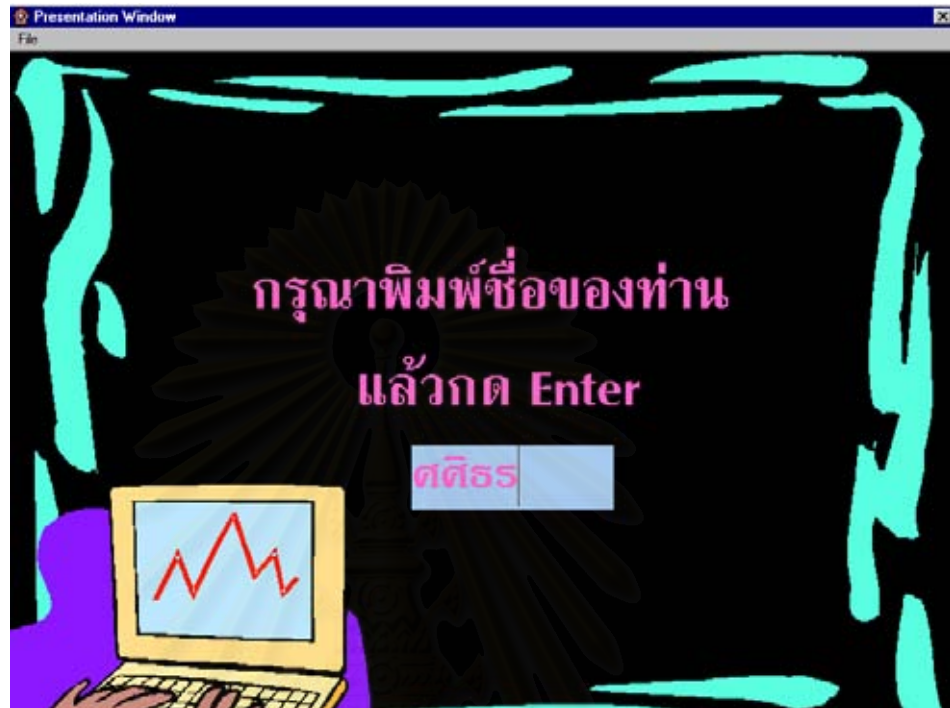 Presentation Window
File
กรุณาพิมพ์ชื่อของท่าน
แล้วกด Enter
ศศิธร